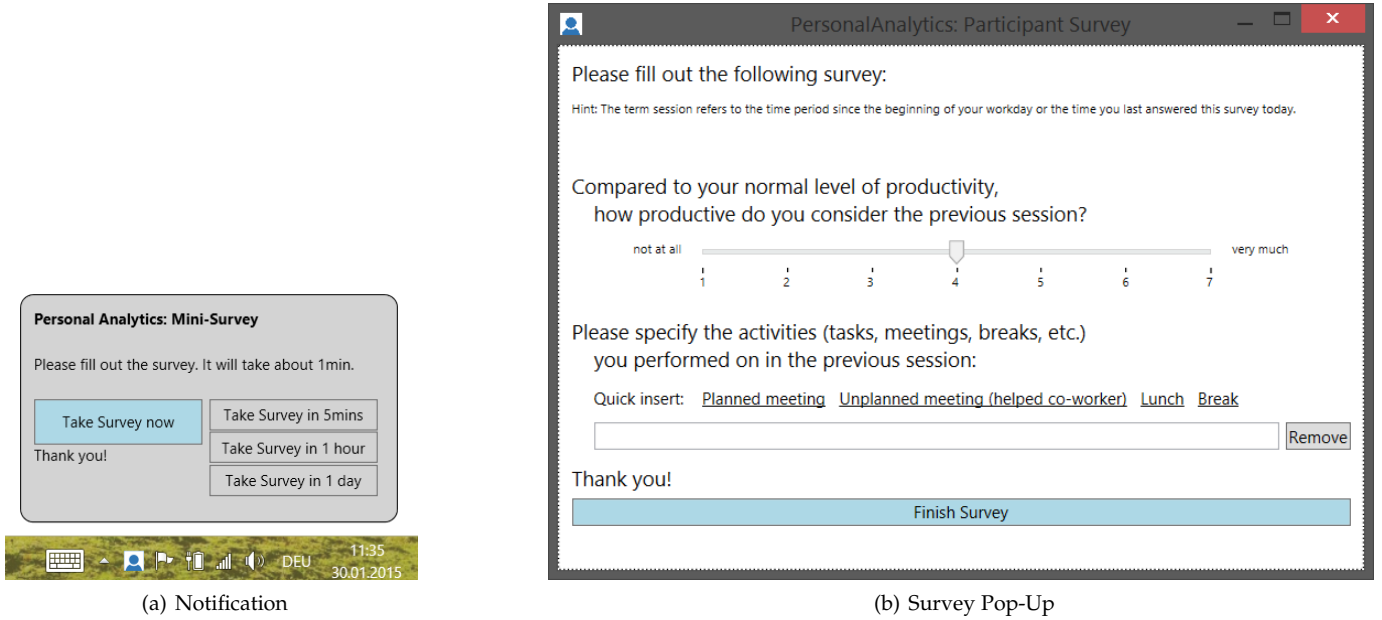 Personal Analytics: Mini-Survey
Please fill out the survey. It will take about 1min.
Take Survey now
Take Survey in 5mins
Thank you!
Take Survey in 1 hour
Take Survey in 1 day
DEU
11:35
30.01.2015
(a) Notification
PersonalAnalytics: Participant Survey
Please fill out the following survey:
Hint: The term session refers to the time period since the beginning of your workday or the time you last answered this survey today.
Compared to your normal level of productivity,
how productive do you consider the previous session?
not at all
very much
1 2 3 4 5 6 7
Please specify the activities (tasks, meetings, breaks, etc.)
you performed on in the previous session:
Quick insert: Planned meeting Unplanned meeting (helped co-worker) Lunch Break
Remove
Thank you!
Finish Survey
(b) Survey Pop-Up